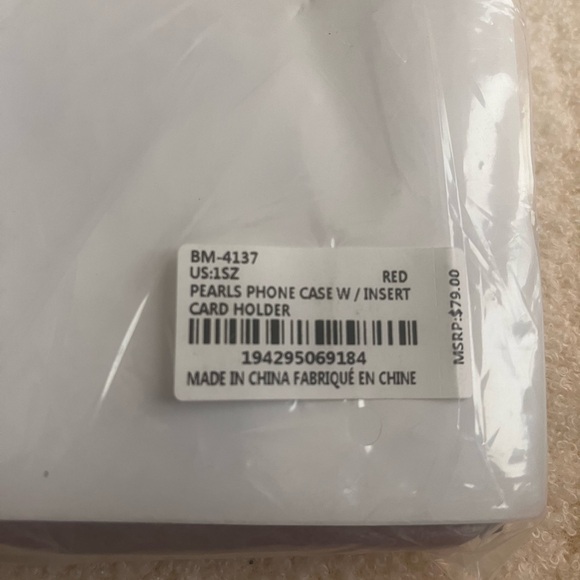 BM-4137
US:1SZ RED
PEARLS PHONE CASE W / INSERT
CARD HOLDER
194295069184
MADE IN CHINA FABRIQUÉ EN CHINE
MSRP:$79.00